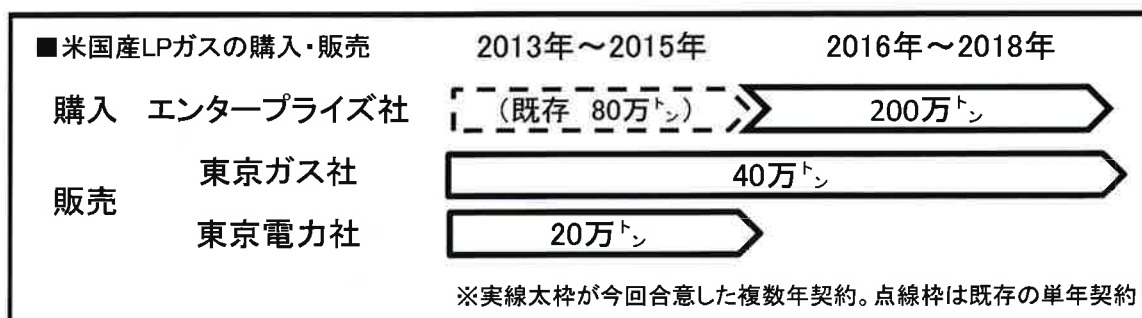 ■米国産LPガスの購入・販売 2013年～2015年 2016年～2018年
購入 エンタープライズ社 (既存 80万㌧) 200万㌧
販売
東京ガス社 40万㌧
東京電力社 20万㌧
※実線太枠が今回合意した複数年契約。点線枠は既存の単年契約